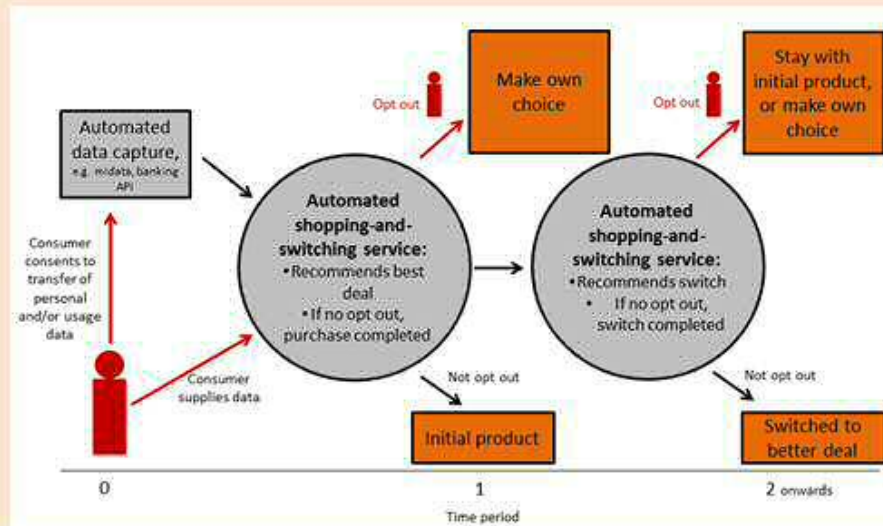 Automated
data capture,
e.g. midata, banking
API
Consumer
consents to
transfer of
personal
and/or usage
data
Consumer
supplies data
Automated
shopping-and-
switching service:
•Recommends best
deal
•If no opt out,
purchase completed
Opt out
Make own
choice
Not opt out
Initial product
Automated
shopping-and-
switching service:
•Recommends switch
• If no opt out,
switch completed
Opt out
Stay with
initial product,
or make own
choice
Not opt out
Switched to
better deal
0
1
2 onwards
Time period